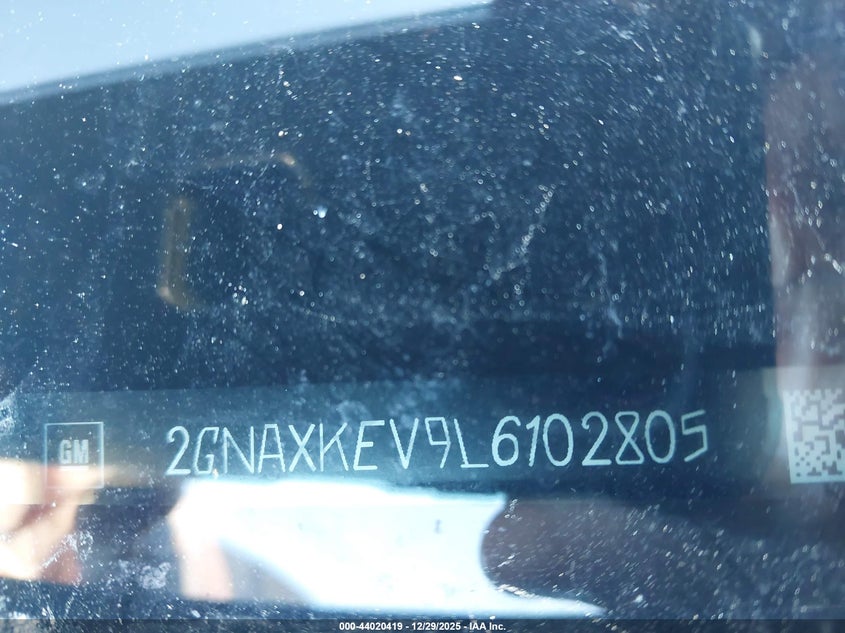 GM
2GNAXKEV9L6102805
000-44020419 - 12/29/2025 - IAA Inc.